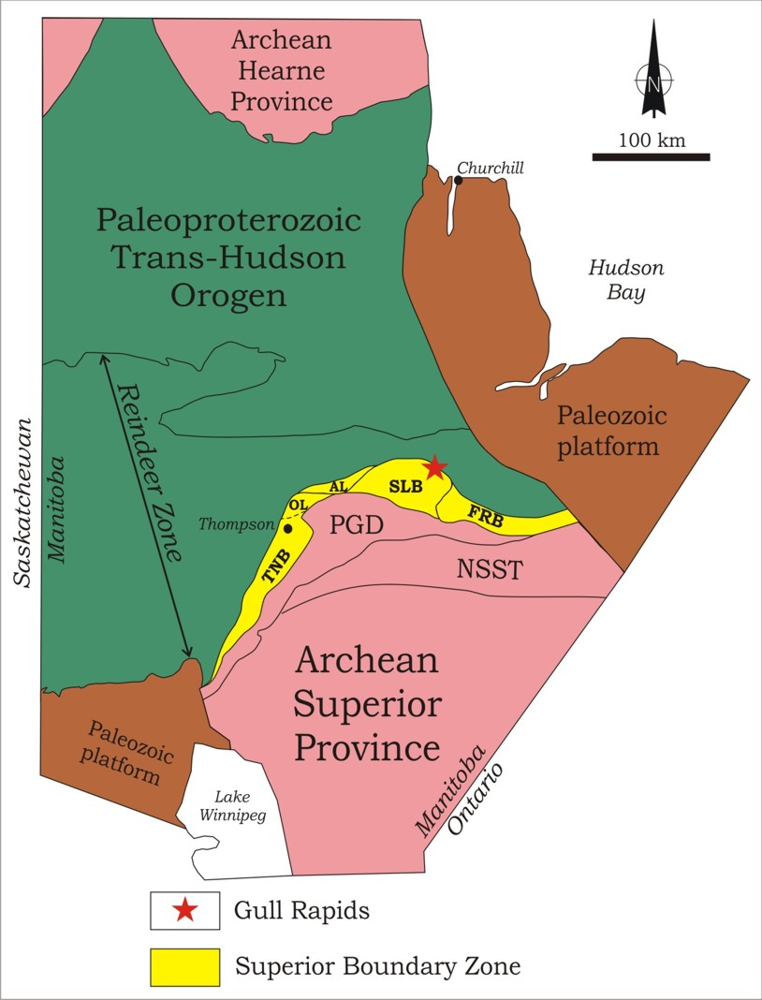 Archean
Hearne
Province
N
100 km
Churchill
Paleoproterozoic
Trans-Hudson
Orogen
Hudson
Bay
Reindeer Zone
Paleozoic
platform
Saskatchewan
Manitoba
AL
SLB
OL
FRB
Thompson
PGD
TNB
NSST
Archean
Superior
Province
Paleozoic
platform
Manitoba
Ontario
Lake
Winnipeg
Gull Rapids
Superior Boundary Zone